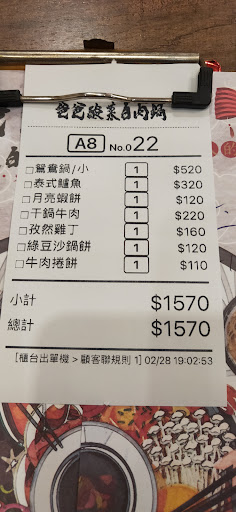 爸爸酸菜白肉鍋
A8 No.022
□鴛鴦鍋/小 1 $520
□泰式鱸魚 1 $320
□月亮蝦餅 1 $120
□干鍋牛肉 1 $220
□孜然雞丁 1 $160
□綠豆沙鍋餅 1 $120
□牛肉捲餅 1 $110
小計 $1570
總計 $1570
[櫃台出單機 > 顧客聯規則 1] 02/28 19:02:53